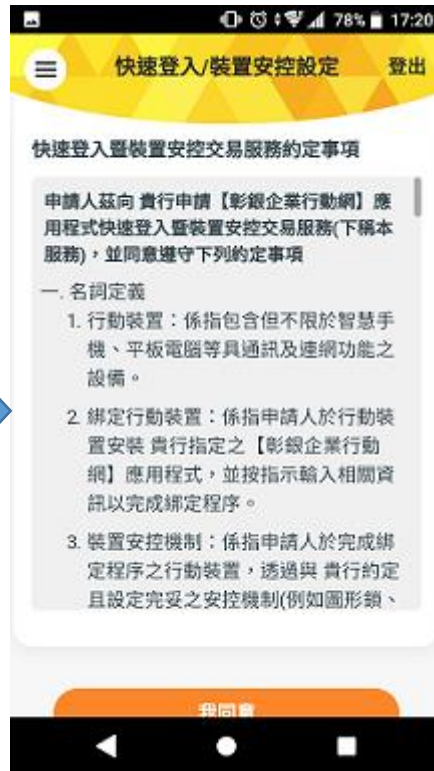 78% 17:20
快速登入/裝置安控設定 登出
快速登入暨裝置安控交易服務約定事項
申請人茲向 貴行申請【彰銀企業行動網】應
用程式快速登入暨裝置安控交易服務(下稱本
服務)，並同意遵守下列約定事項
一. 名詞定義
1. 行動裝置：係指包含但不限於智慧手
機、平板電腦等具通訊及連網功能之
設備。
2. 綁定行動裝置：係指申請人於行動裝
置安裝 貴行指定之【彰銀企業行動
網】應用程式，並按指示輸入相關資
訊以完成綁定程序。
3. 裝置安控機制：係指申請人於完成綁
定程序之行動裝置，透過與 貴行約定
且設定完妥之安控機制(例如圖形鎖、
我同意